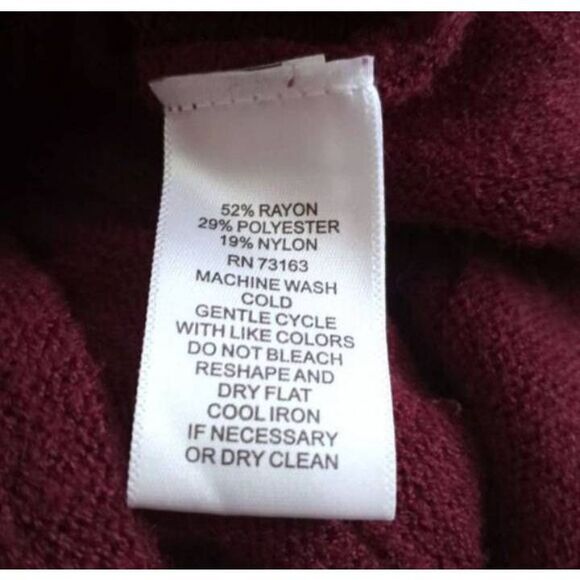 52% RAYON
29% POLYESTER
19% NYLON
RN 73163
MACHINE WASH
COLD
GENTLE CYCLE
WITH LIKE COLORS
DO NOT BLEACH
RESHAPE AND
DRY FLAT
COOL IRON
IF NECESSARY
OR DRY CLEAN